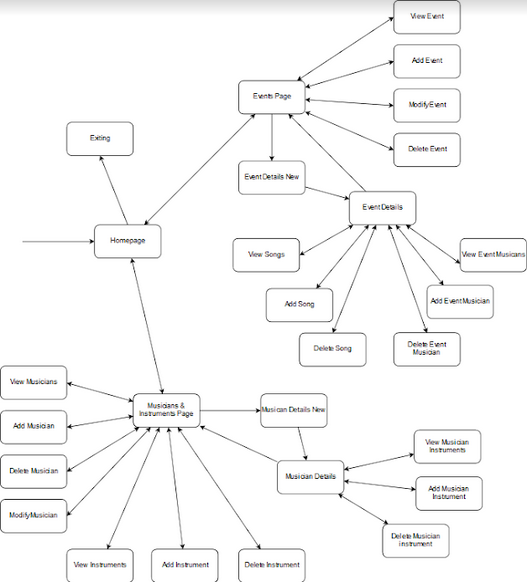 View Event
Add Event
Events Page
ModifyEvent
Exiting
Delete Event
Event Details New
Event Details
Homepage
View Songs
View Event Musicans
Add Song
Add Event Musician
Delete Song
Delete Event
Musician
View Musicians
Musicians &
Instruments Page
Musican Details New
Add Musician
View Musician
Instruments
Delete Musician
Musician Details
Add Musician
Instrument
ModifyMusician
Delete Musician
instrument
View Instruments
Add Instrument
Delete Instrument